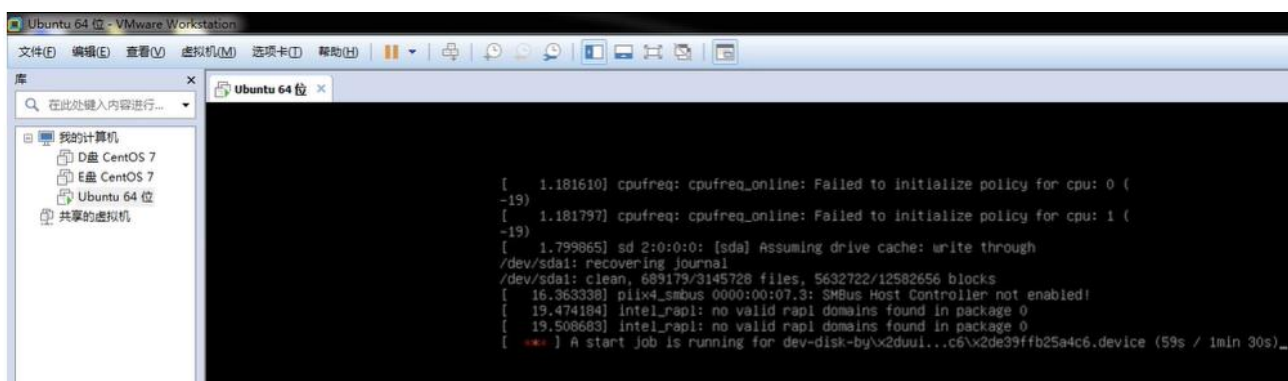 Ubuntu 64 位 - VMware Workstation
文件(F) 编辑(E) 查看(V) 虚拟机(M) 选项卡(T) 帮助(H)
库 ×
在此处键入内容进行...
Ubuntu 64 位 ×
我的计算机
D盘 CentOS 7
E盘 CentOS 7
Ubuntu 64 位
共享的虚拟机
[ 1.181610] cpufreq: cpufreq_online: Failed to initialize policy for cpu: 0 (
-19)
[ 1.181797] cpufreq: cpufreq_online: Failed to initialize policy for cpu: 1 (
-19)
[ 1.799865] sd 2:0:0:0: [sda] Assuming drive cache: write through
/dev/sda1: recovering journal
/dev/sda1: clean, 689179/3145728 files, 5632722/12582656 blocks
[ 16.363338] piix4_smbus 0000:00:07.3: SMBus Host Controller not enabled!
[ 19.474184] intel_rapl: no valid rapl domains found in package 0
[ 19.508683] intel_rapl: no valid rapl domains found in package 0
[ *** ] A start job is running for dev-disk-by\x2duui...c6\x2de39ffb25a4c6.device (59s / 1min 30s)_